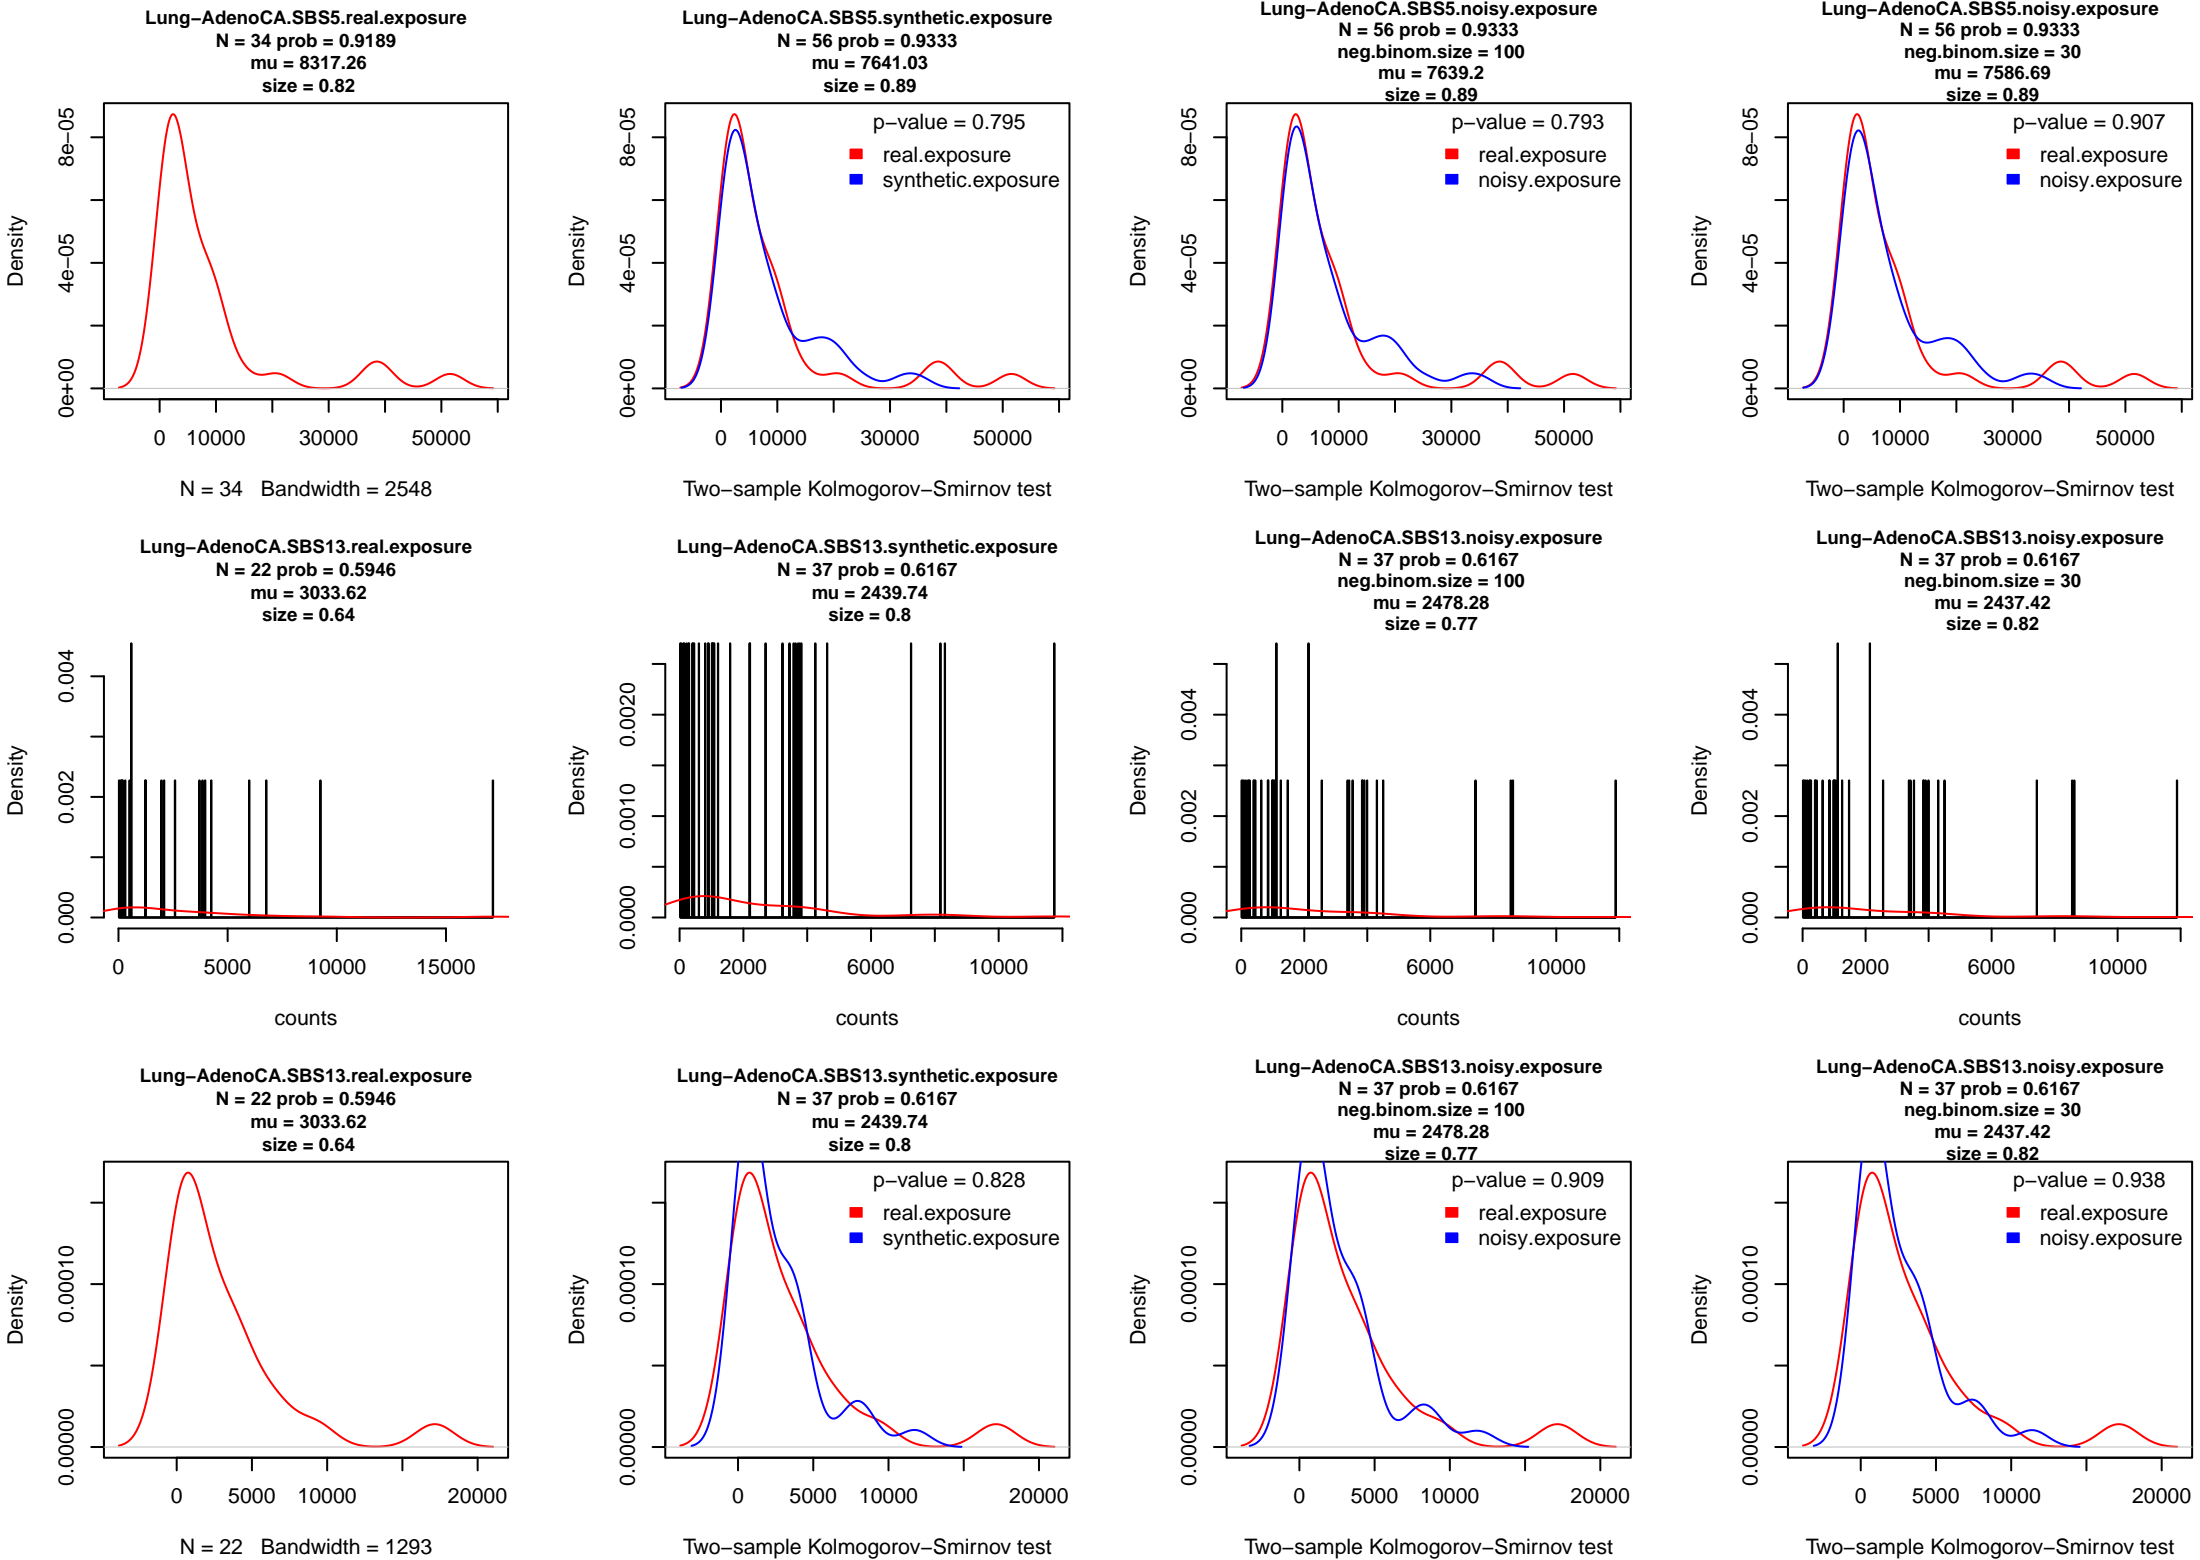 Lung−AdenoCA.SBS5.real.exposure
N = 34 prob = 0.9189
mu = 8317.26
size = 0.82
Density
0e+00 4e−05 8e−05
0 10000 30000 50000
N = 34 Bandwidth = 2548
Lung−AdenoCA.SBS5.synthetic.exposure
N = 56 prob = 0.9333
mu = 7641.03
size = 0.89
p−value = 0.795
real.exposure
synthetic.exposure
Density
0e+00 4e−05 8e−05
0 10000 30000 50000
Two−sample Kolmogorov−Smirnov test
Lung−AdenoCA.SBS5.noisy.exposure
N = 56 prob = 0.9333
neg.binom.size = 100
mu = 7639.2
size = 0.89
p−value = 0.793
real.exposure
noisy.exposure
Density
0e+00 4e−05 8e−05
0 10000 30000 50000
Two−sample Kolmogorov−Smirnov test
Lung−AdenoCA.SBS5.noisy.exposure
N = 56 prob = 0.9333
neg.binom.size = 30
mu = 7586.69
size = 0.89
p−value = 0.907
real.exposure
noisy.exposure
Density
0e+00 4e−05 8e−05
0 10000 30000 50000
Two−sample Kolmogorov−Smirnov test
Lung−AdenoCA.SBS13.real.exposure
N = 22 prob = 0.5946
mu = 3033.62
size = 0.64
Density
0.000 0.002 0.004
0 5000 10000 15000
counts
Lung−AdenoCA.SBS13.synthetic.exposure
N = 37 prob = 0.6167
mu = 2439.74
size = 0.8
Density
0.0000 0.0010 0.0020
0 2000 6000 10000
counts
Lung−AdenoCA.SBS13.noisy.exposure
N = 37 prob = 0.6167
neg.binom.size = 100
mu = 2478.28
size = 0.77
Density
0.000 0.002 0.004
0 2000 6000 10000
counts
Lung−AdenoCA.SBS13.noisy.exposure
N = 37 prob = 0.6167
neg.binom.size = 30
mu = 2437.42
size = 0.82
Density
0.000 0.002 0.004
0 2000 6000 10000
counts
Lung−AdenoCA.SBS13.real.exposure
N = 22 prob = 0.5946
mu = 3033.62
size = 0.64
Density
0.00000 0.00010
0 5000 10000 20000
N = 22 Bandwidth = 1293
Lung−AdenoCA.SBS13.synthetic.exposure
N = 37 prob = 0.6167
mu = 2439.74
size = 0.8
p−value = 0.828
real.exposure
synthetic.exposure
Density
0.00000 0.00010
0 5000 10000 20000
Two−sample Kolmogorov−Smirnov test
Lung−AdenoCA.SBS13.noisy.exposure
N = 37 prob = 0.6167
neg.binom.size = 100
mu = 2478.28
size = 0.77
p−value = 0.909
real.exposure
noisy.exposure
Density
0.00000 0.00010
0 5000 10000 20000
Two−sample Kolmogorov−Smirnov test
Lung−AdenoCA.SBS13.noisy.exposure
N = 37 prob = 0.6167
neg.binom.size = 30
mu = 2437.42
size = 0.82
p−value = 0.938
real.exposure
noisy.exposure
Density
0.00000 0.00010
0 5000 10000 20000
Two−sample Kolmogorov−Smirnov test